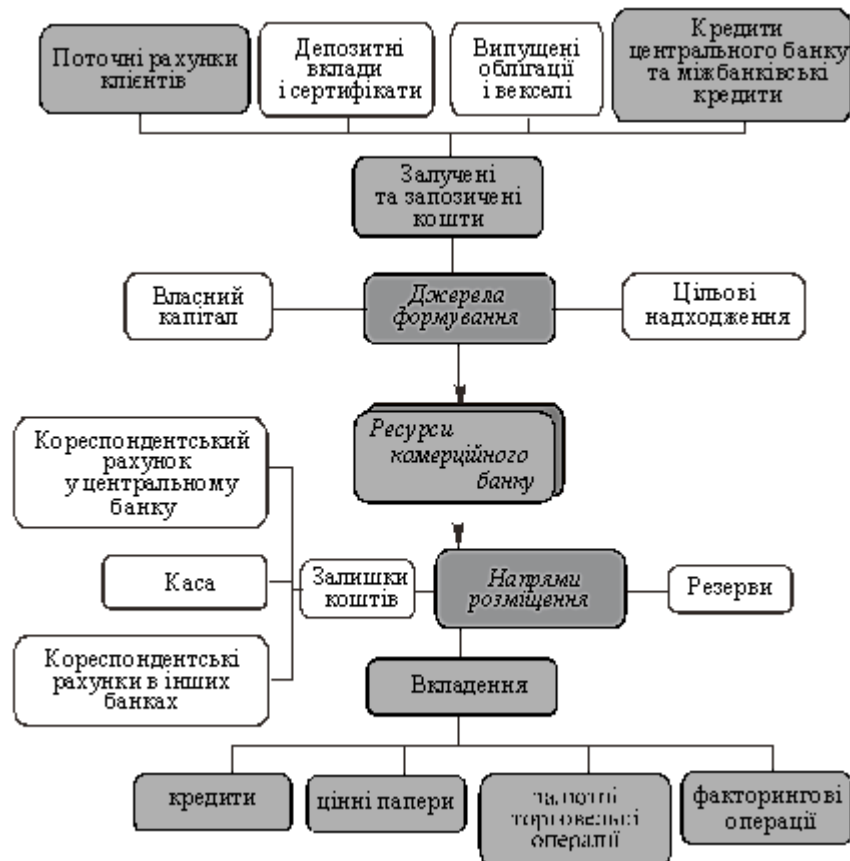 Поточні рахунки
клієнтів
Депозитні
вклади
і сертифікати
Випущені
облігації
і векселі
Кредити
центрального банку
та міжбанківські
кредити
Залучені
та запозичені
кошти
Власний
капітал
Джерела
формування
Цільові
надходження
Ресурси
комерційного
банку
Кореспондентський
рахунок
у центральному
банку
Каса
Залишки
коштів
Напрями
розміщення
Резерви
Кореспондентські
рахунки в інших
банках
Вкладення
кредити
цінні папери
операції
факторингові
операції